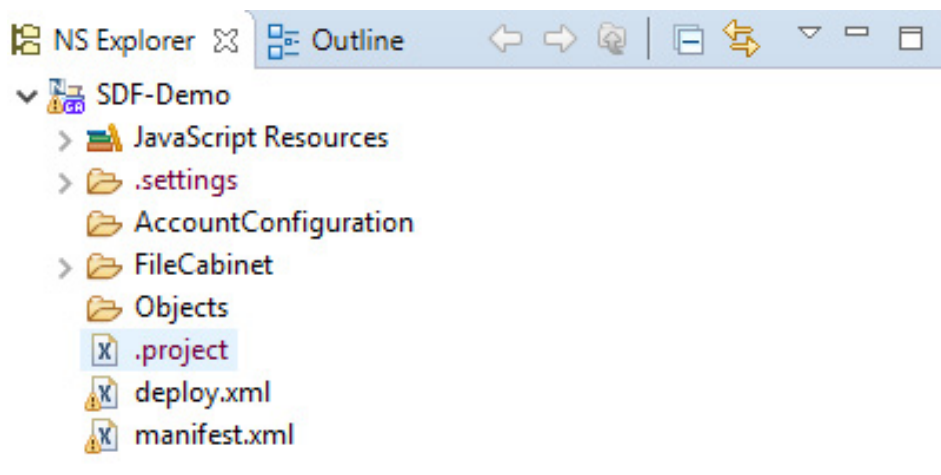 NS Explorer Outline
SDF-Demo
JavaScript Resources
.settings
AccountConfiguration
FileCabinet
Objects
.project
deploy.xml
manifest.xml